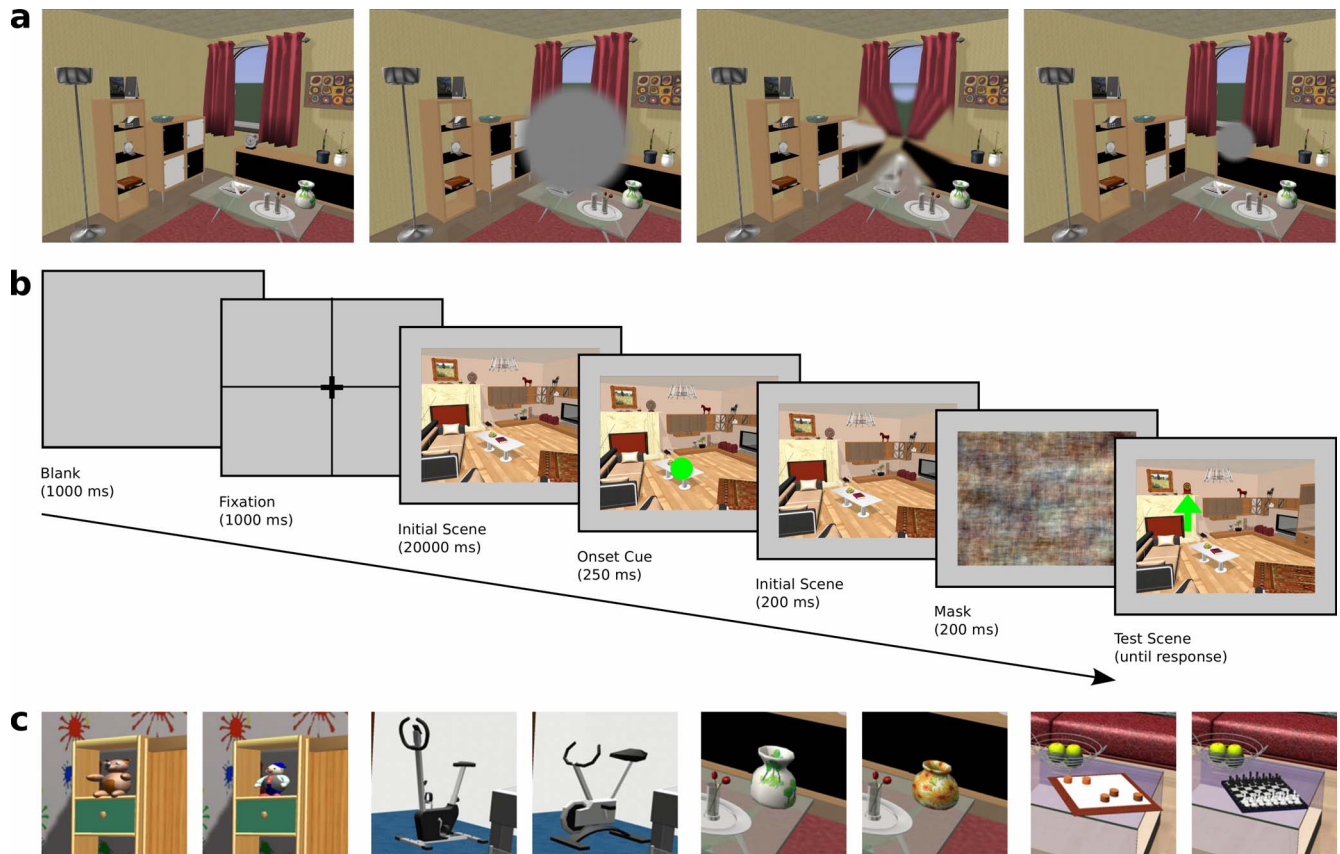 a
b
Blank
(1000 ms)
Fixation
(1000 ms)
Initial Scene
(20000 ms)
Onset Cue
(250 ms)
Initial Scene
(200 ms)
Mask
(200 ms)
Test Scene
(until response)
c